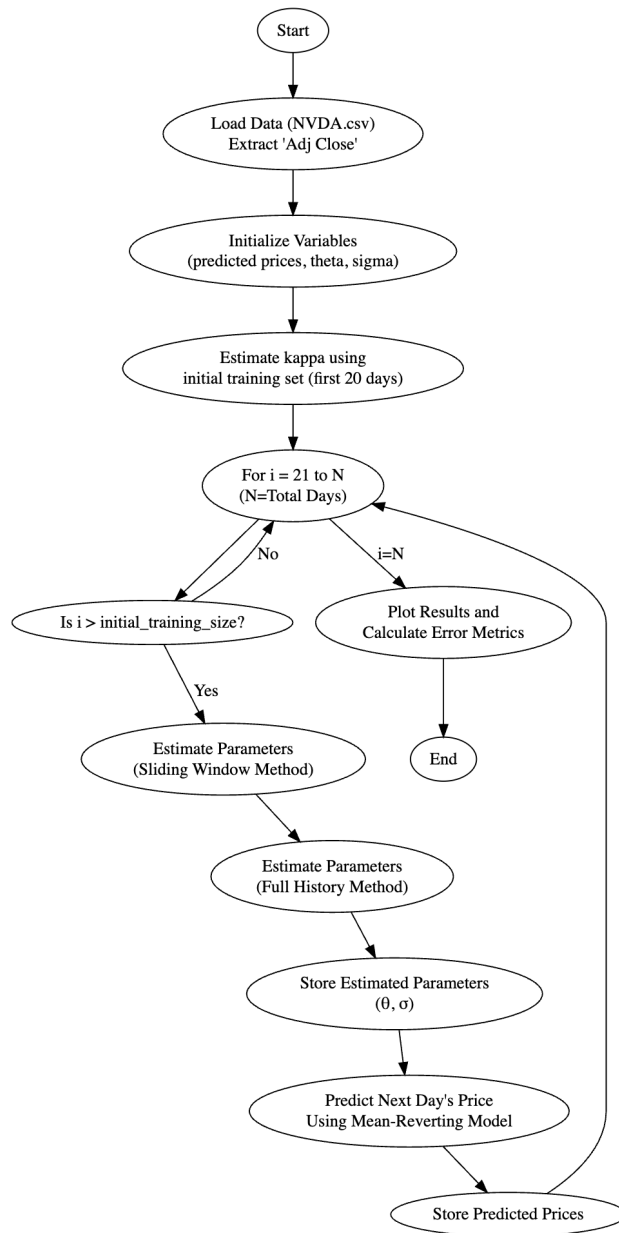 Start
Load Data (NVDA.csv)
Extract 'Adj Close'
Initialize Variables
(predicted prices, theta, sigma)
Estimate kappa using
initial training set (first 20 days)
For i = 21 to N
(N=Total Days)
No
i=N
Is i > initial_training_size?
Plot Results and
Calculate Error Metrics
Yes
Estimate Parameters
(Sliding Window Method)
End
Estimate Parameters
(Full History Method)
Store Estimated Parameters
(θ, σ)
Predict Next Day's Price
Using Mean-Reverting Model
Store Predicted Prices